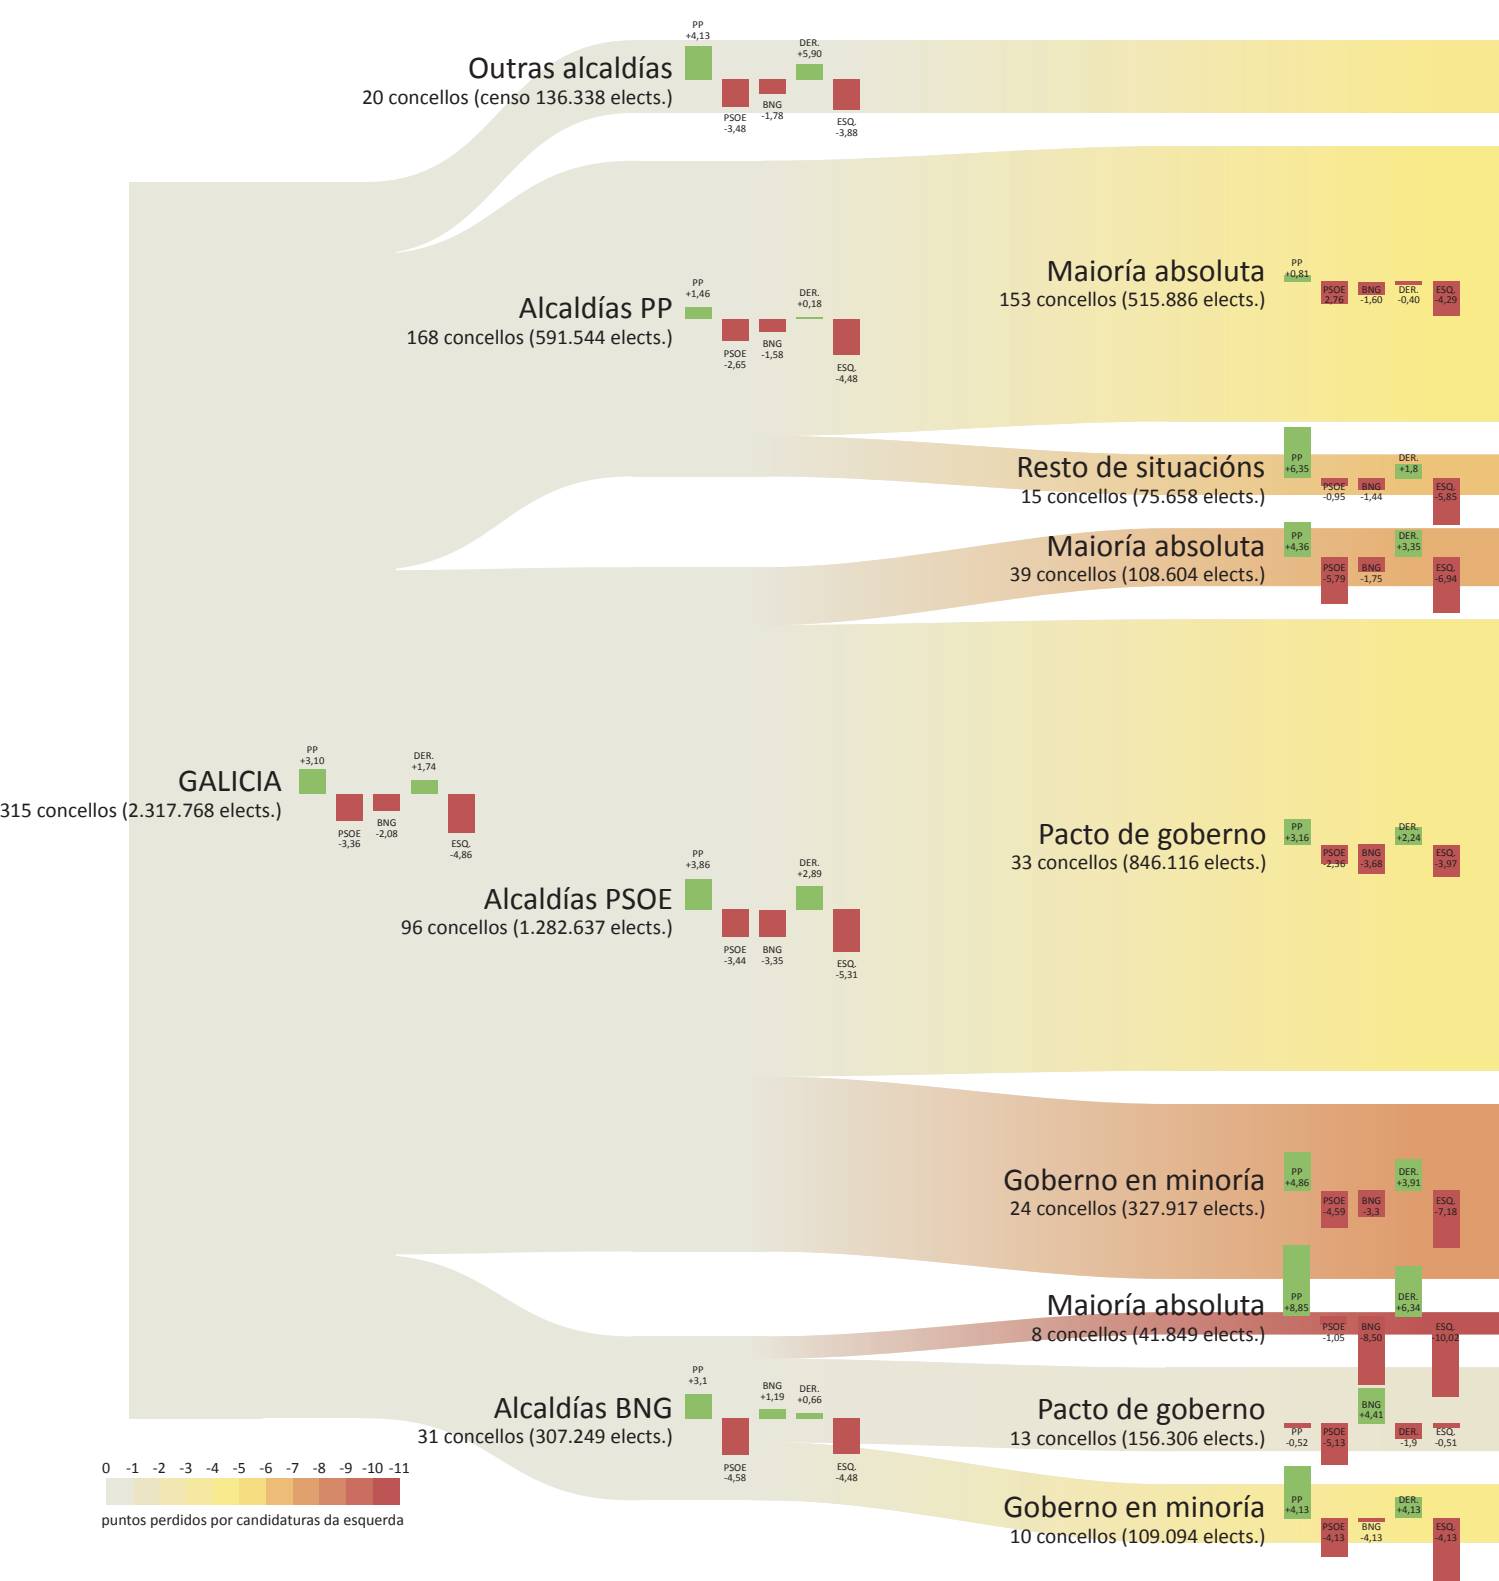 PP
+4,13
PSOE
-3,48
BNG
-1,78
DER.
+5,90
ESQ.
-3,88
Outras alcaldías
20 concellos (censo 136.338 elects.)
Alcaldías PP
168 concellos (591.544 elects.)
PP
+1,46
PSOE
-2,65
BNG
-1,58
DER.
+0,18
ESQ.
-4,48
Maioría absoluta
153 concellos (515.886 elects.)
PP
+0,81
PSOE
2,76
BNG
-1,60
DER.
-0,40
ESQ.
-4,29
Resto de situacións
15 concellos (75.658 elects.)
PP
+6,35
PSOE
-0,95
BNG
-1,44
DER.
+1,8
ESQ.
-5,85
Maioría absoluta
39 concellos (108.604 elects.)
PP
+4,36
PSOE
-5,79
BNG
-1,75
DER.
+3,35
ESQ.
-6,94
GALICIA
315 concellos (2.317.768 elects.)
PP
+3,10
PSOE
-3,36
BNG
-2,08
DER.
+1,74
ESQ.
-4,86
Alcaldías PSOE
96 concellos (1.282.637 elects.)
PP
+3,86
PSOE
-3,44
BNG
-3,35
DER.
+2,89
ESQ.
-5,31
Pacto de goberno
33 concellos (846.116 elects.)
PP
+3,16
PSOE
-2,36
BNG
-3,68
DER.
+2,24
ESQ.
-3,97
Goberno en minoría
24 concellos (327.917 elects.)
PP
+4,86
PSOE
-4,59
BNG
-3,3
DER.
+3,91
ESQ.
-7,18
Maioría absoluta
8 concellos (41.849 elects.)
PP
+8,85
PSOE
-1,05
BNG
-8,50
DER.
+6,34
ESQ.
-10,02
Alcaldías BNG
31 concellos (307.249 elects.)
PP
+3,1
PSOE
-4,58
BNG
+1,19
DER.
+0,66
ESQ.
-4,48
Pacto de goberno
13 concellos (156.306 elects.)
PP
-0,52
PSOE
-5,13
BNG
+4,41
DER.
-1,9
ESQ.
-0,51
Goberno en minoría
10 concellos (109.094 elects.)
PP
+4,13
PSOE
-4,13
BNG
-4,13
DER.
+4,13
ESQ.
-4,13
0 -1 -2 -3 -4 -5 -6 -7 -8 -9 -10 -11
puntos perdidos por candidaturas da esquerda